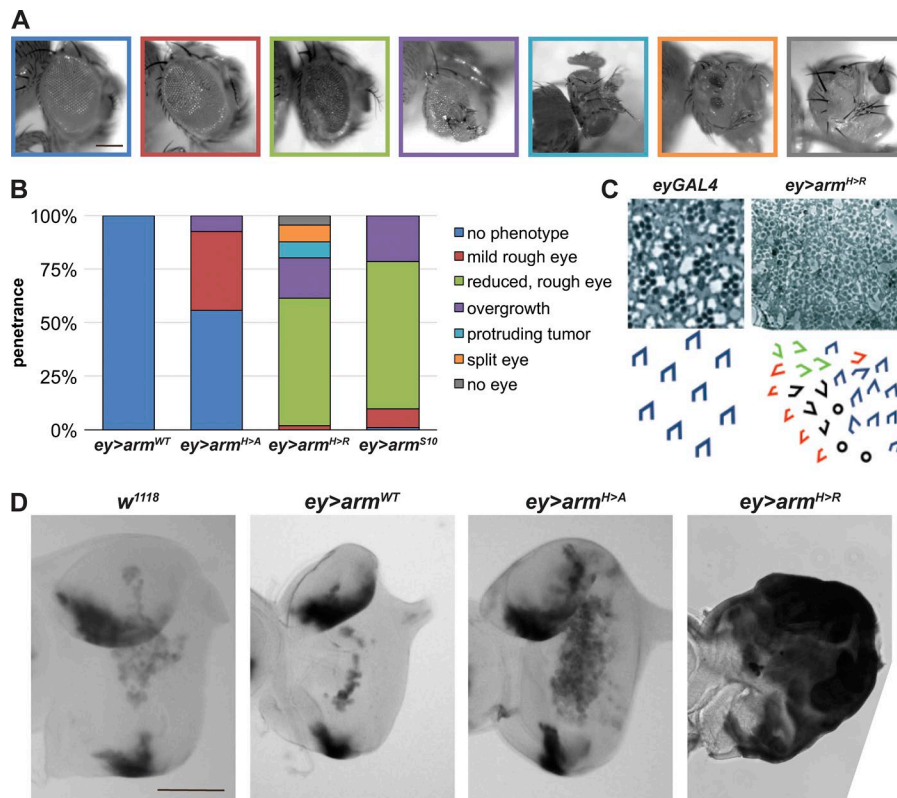 A
B
100%
75%
50%
25%
0%
penetrance
ey>arm^WT
ey>arm^H>A
ey>arm^H>R
ey>arm^S10
no phenotype
mild rough eye
reduced, rough eye
overgrowth
protruding tumor
split eye
no eye
C
eyGAL4
ey>arm^H>R
D
w^1118
ey>arm^WT
ey>arm^H>A
ey>arm^H>R